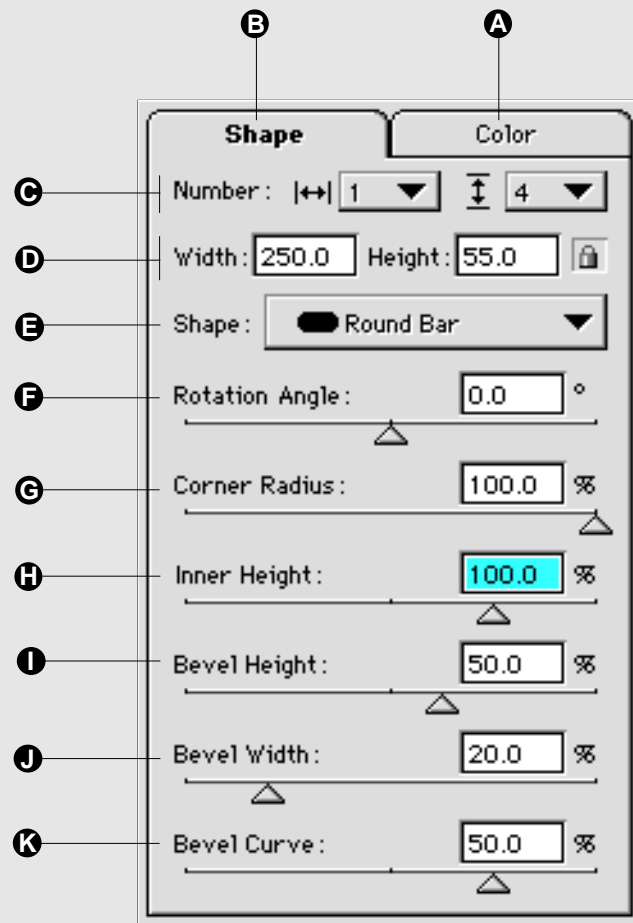 B A
Shape Color
C Number: 1 4
D Width: 250.0 Height: 55.0
E Shape: Round Bar
F Rotation Angle: 0.0 °
G Corner Radius: 100.0 %
H Inner Height: 100.0 %
I Bevel Height: 50.0 %
J Bevel Width: 20.0 %
K Bevel Curve: 50.0 %